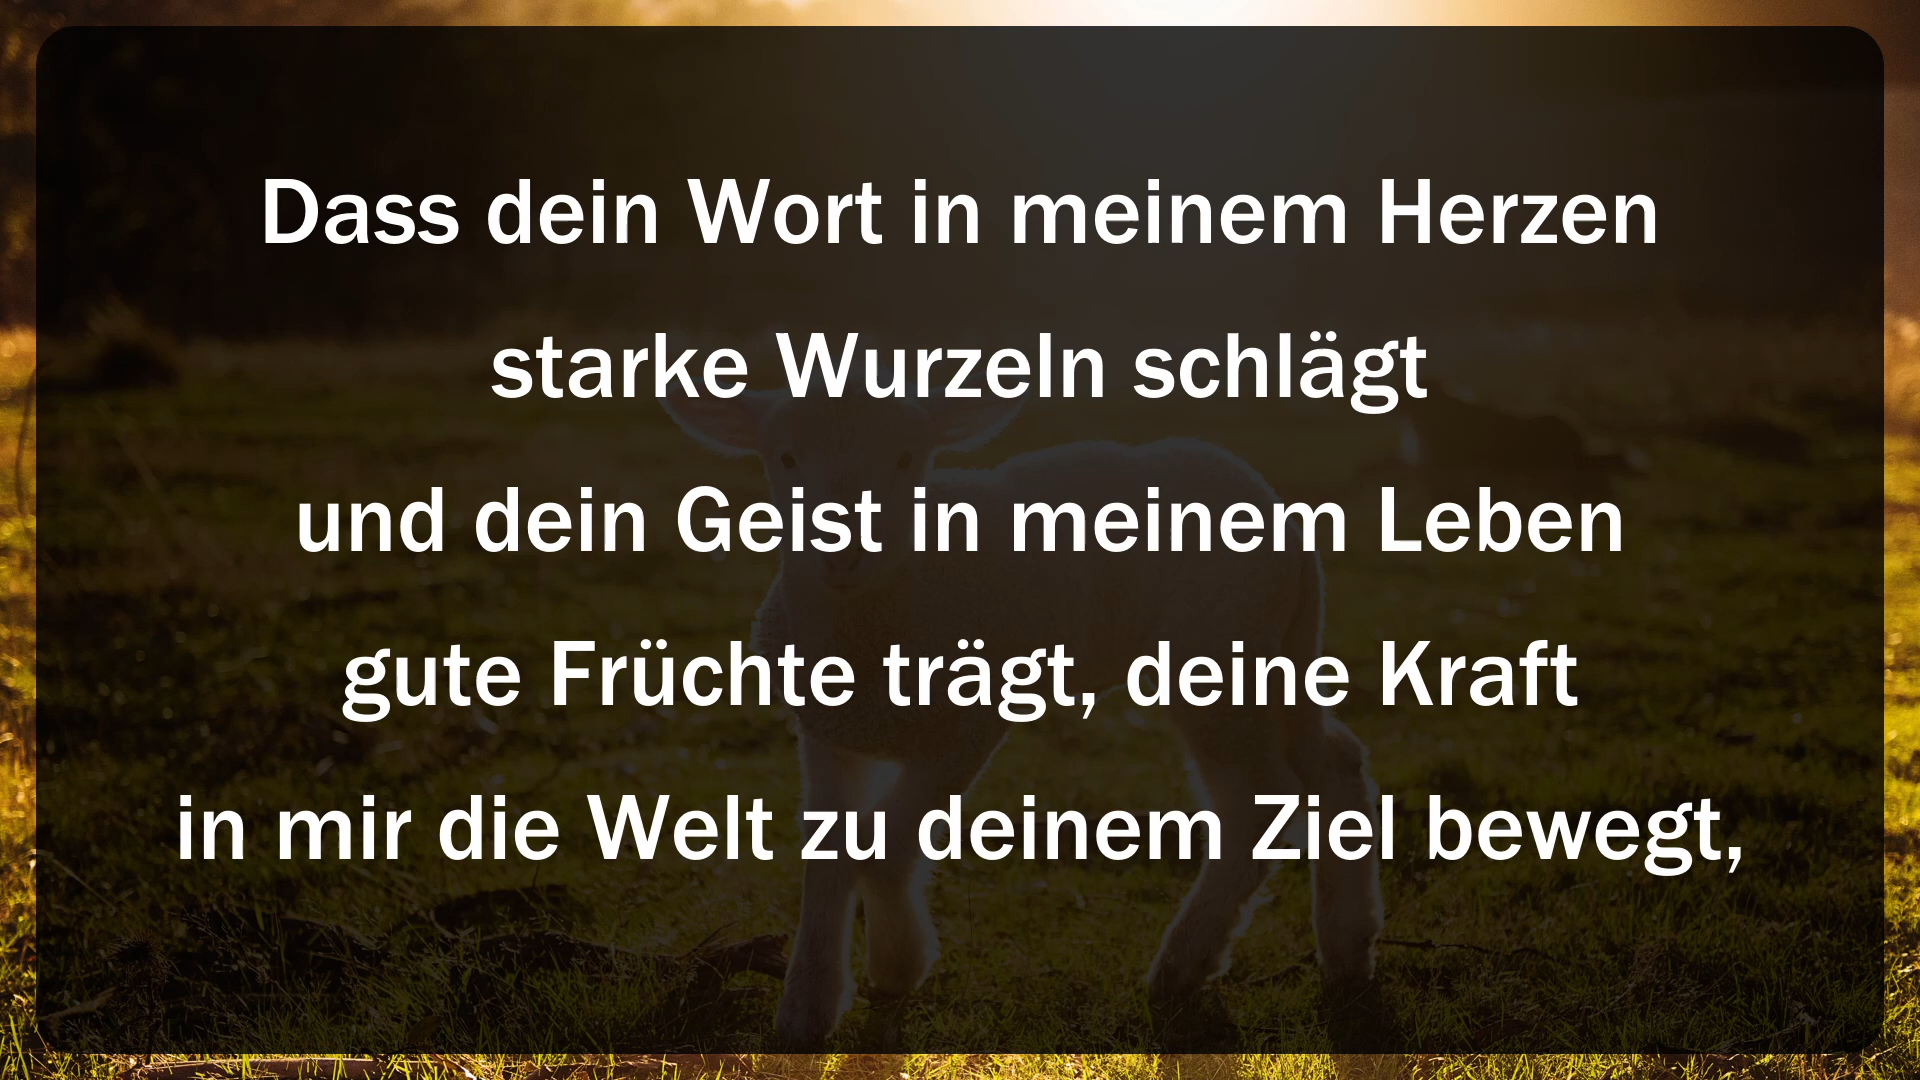 Dass dein Wort in meinem Herzen
starke Wurzeln schlägt
und dein Geist in meinem Leben
gute Früchte trägt, deine Kraft
in mir die Welt zu deinem Ziel bewegt,